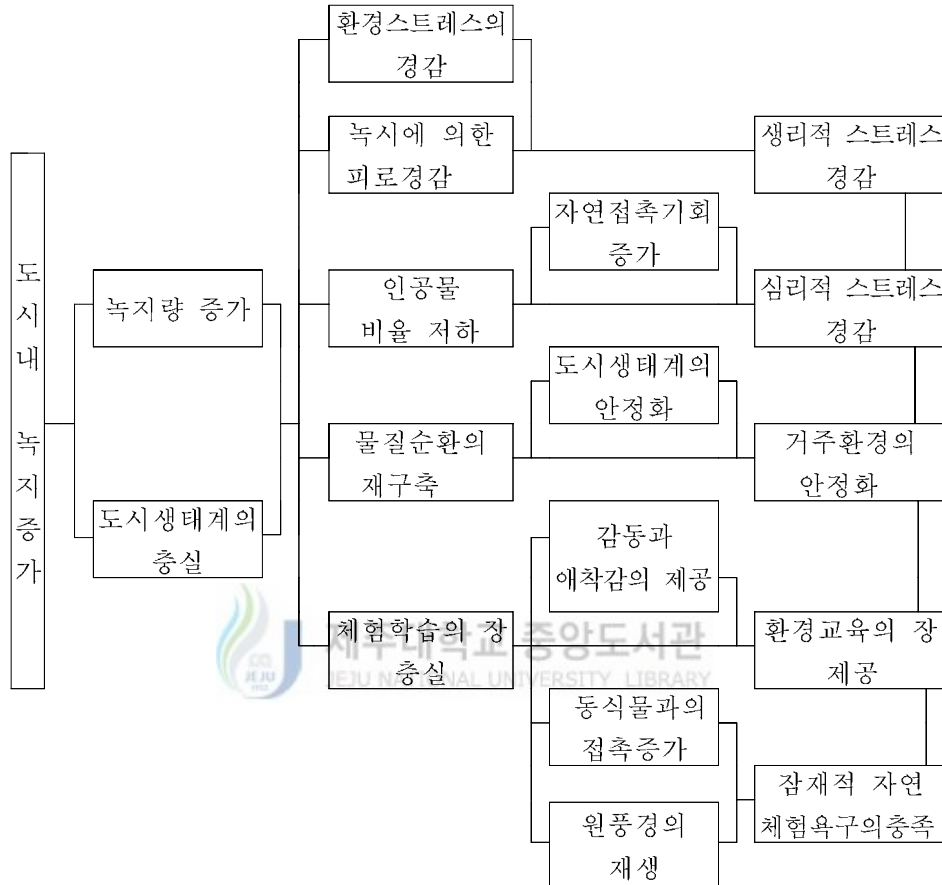 도시내 녹지증가
녹지량 증가
도시생태계의
충실
환경스트레스의
경감
녹시에 의한
피로경감
인공물
비율 저하
물질순환의
재구축
체험학습의 장
충실
자연접촉기회
증가
도시생태계의
안정화
감동과
애착감의 제공
동식물과의
접촉증가
원풍경의
재생
생리적 스트레스
경감
심리적 스트레스
경감
거주환경의
안정화
환경교육의 장
제공
잠재적 자연
체험욕구의충족
제주대학교 중앙도서관
JEJU NATIONAL UNIVERSITY LIBRARY
JEJU
1952